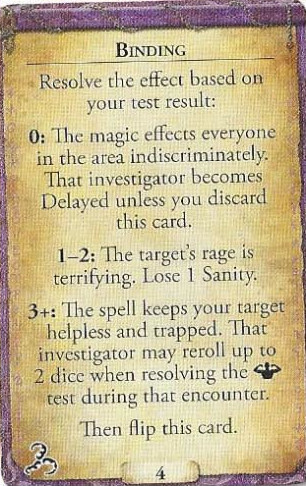 BINDING
Resolve the effect based on
your test result:
0: The magic effects everyone
in the area indiscriminately.
That investigator becomes
Delayed unless you discard
this card.
1–2: The target's rage is
terrifying. Lose 1 Sanity.
3+: The spell keeps your target
helpless and trapped. That
investigator may reroll up to
2 dice when resolving the
test during that encounter.
Then flip this card.
4